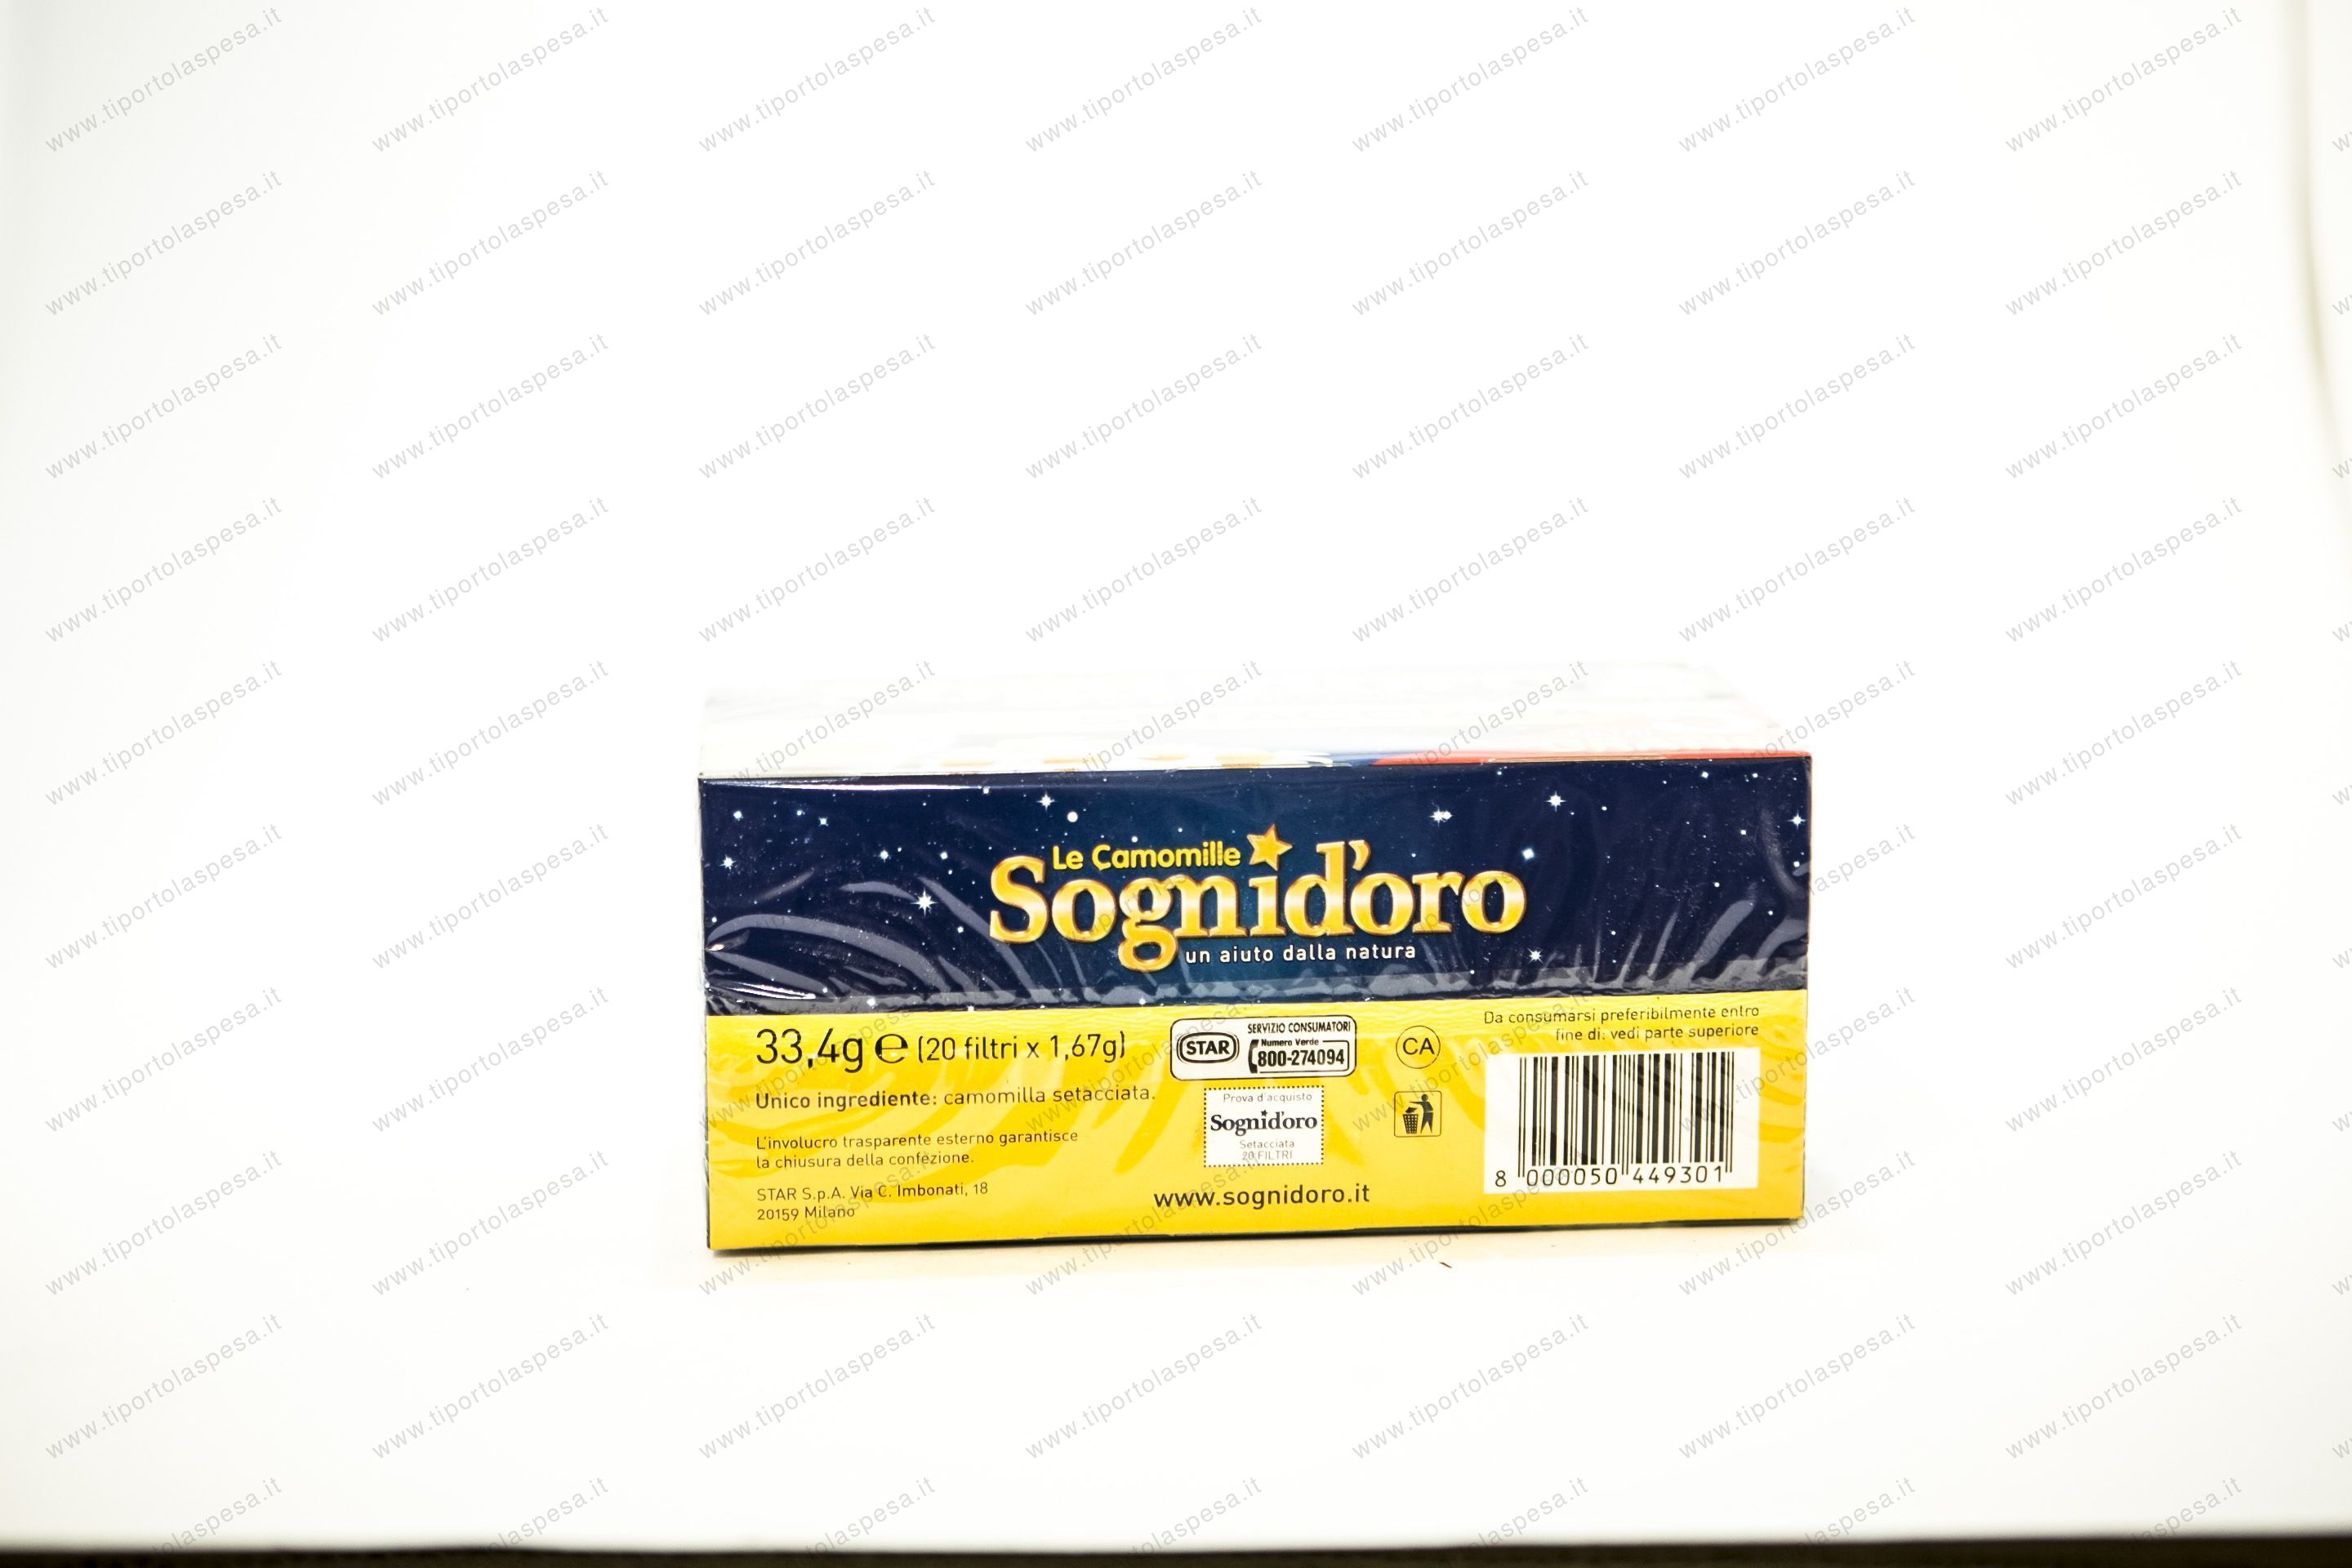 Le Camomille
Sognid'oro
un aiuto dalla natura
33,4g ℮ (20 filtri x 1,67g)
Unico ingrediente: camomilla setacciata.
L'involucro trasparente esterno garantisce
la chiusura della confezione.
STAR S.p.A. Via C. Imbonati, 18
20159 Milano
STAR
SERVIZIO CONSUMATORI
Numero Verde
800-274094
Prova d'acquisto
Sognid'oro
Setacciata
20 FILTRI
www.sognidoro.it
CA
Da consumarsi preferibilmente entro
fine di: vedi parte superiore
8 000050 449301
www.tiportolaspesa.it